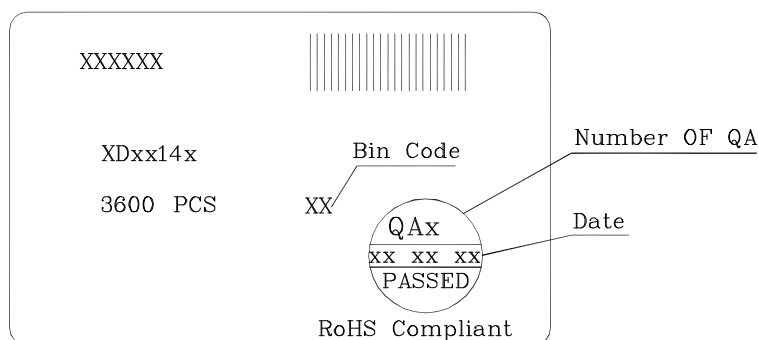 XXXXXX
Number OF QA
XDxx14x
Bin Code
3600 PCS
XX
QAx
Date
xx xx xx
PASSED
RoHS Compliant